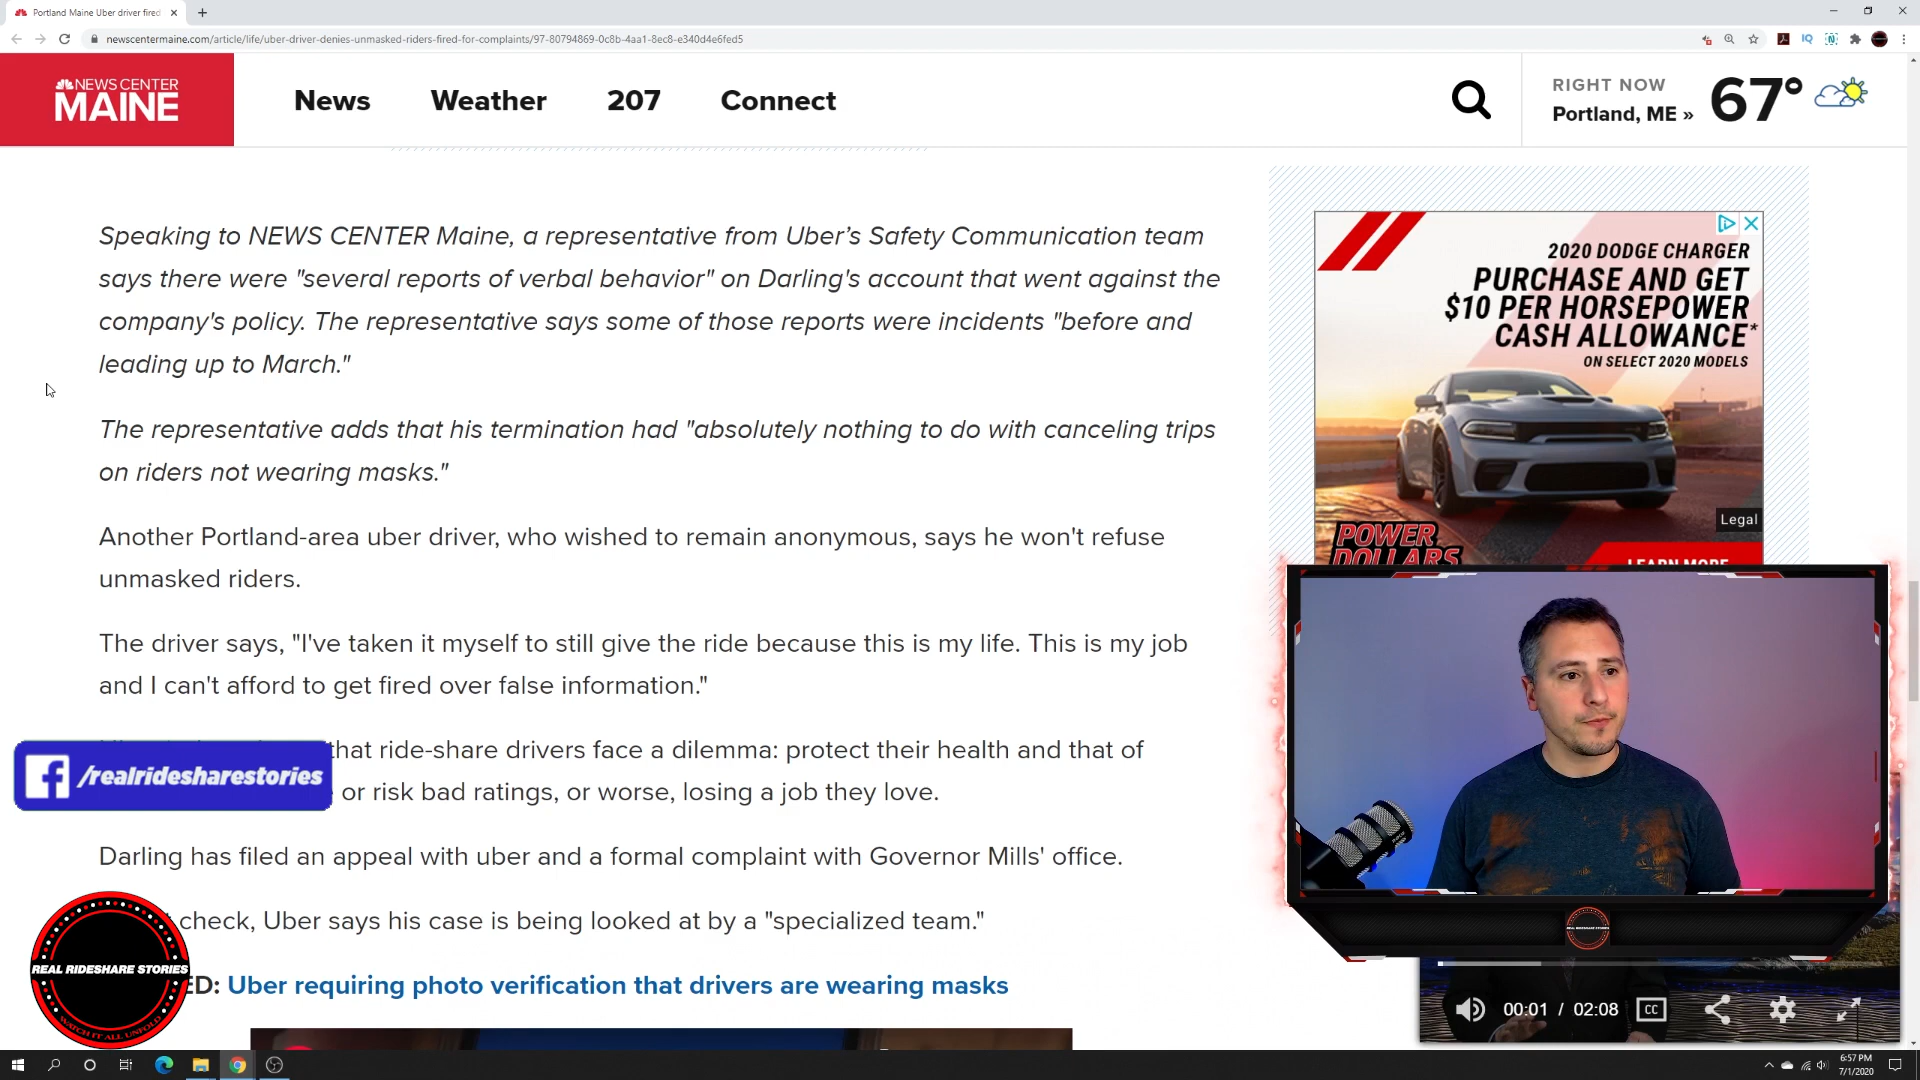 Portland Maine Uber driver fired
newscentermaine.com/article/life/uber-driver-denies-unmasked-riders-fired-for-complaints/97-80794869-0c8b-4aa1-8ec8-e340d4e6fed5
NEWS CENTER
MAINE
News Weather 207 Connect
RIGHT NOW
Portland, ME »
67°
Speaking to NEWS CENTER Maine, a representative from Uber’s Safety Communication team
says there were "several reports of verbal behavior" on Darling's account that went against the
company's policy. The representative says some of those reports were incidents "before and
leading up to March."
The representative adds that his termination had "absolutely nothing to do with canceling trips
on riders not wearing masks."
Another Portland-area uber driver, who wished to remain anonymous, says he won't refuse
unmasked riders.
The driver says, "I've taken it myself to still give the ride because this is my life. This is my job
and I can't afford to get fired over false information."
that ride-share drivers face a dilemma: protect their health and that of
or risk bad ratings, or worse, losing a job they love.
Darling has filed an appeal with uber and a formal complaint with Governor Mills' office.
check, Uber says his case is being looked at by a "specialized team."
ED: Uber requiring photo verification that drivers are wearing masks
/realridesharestories
REAL RIDESHARE STORIES
WATCH IT ALL UNFOLD
2020 DODGE CHARGER
PURCHASE AND GET
$10 PER HORSEPOWER
CASH ALLOWANCE*
ON SELECT 2020 MODELS
Legal
POWER
DOLLARS
LEARN MORE
REAL RIDESHARE STORIES
00:01 / 02:08
CC
6:57 PM
7/1/2020